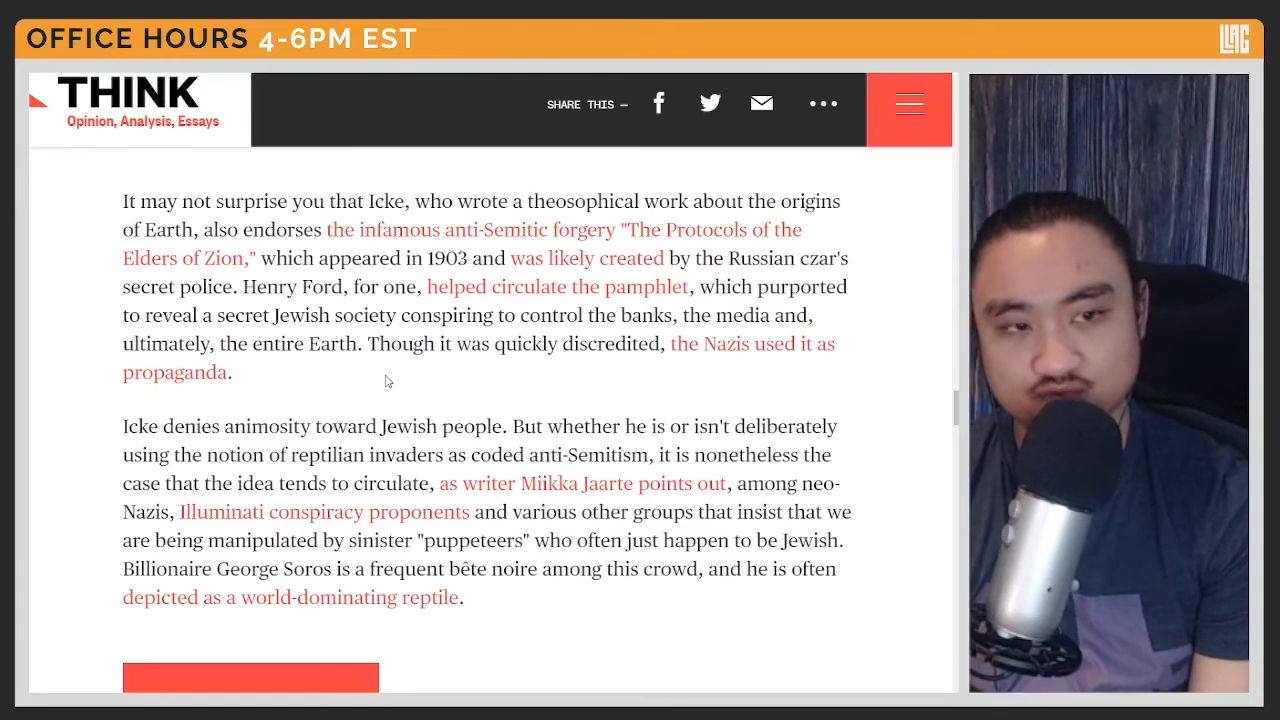 OFFICE HOURS 4-6PM EST
LLAG
THINK
Opinion, Analysis, Essays
SHARE THIS —
It may not surprise you that Icke, who wrote a theosophical work about the origins
of Earth, also endorses the infamous anti-Semitic forgery "The Protocols of the
Elders of Zion," which appeared in 1903 and was likely created by the Russian czar's
secret police. Henry Ford, for one, helped circulate the pamphlet, which purported
to reveal a secret Jewish society conspiring to control the banks, the media and,
ultimately, the entire Earth. Though it was quickly discredited, the Nazis used it as
propaganda.
Icke denies animosity toward Jewish people. But whether he is or isn't deliberately
using the notion of reptilian invaders as coded anti-Semitism, it is nonetheless the
case that the idea tends to circulate, as writer Miikka Jaarte points out, among neo-
Nazis, Illuminati conspiracy proponents and various other groups that insist that we
are being manipulated by sinister "puppeteers" who often just happen to be Jewish.
Billionaire George Soros is a frequent bête noire among this crowd, and he is often
depicted as a world-dominating reptile.